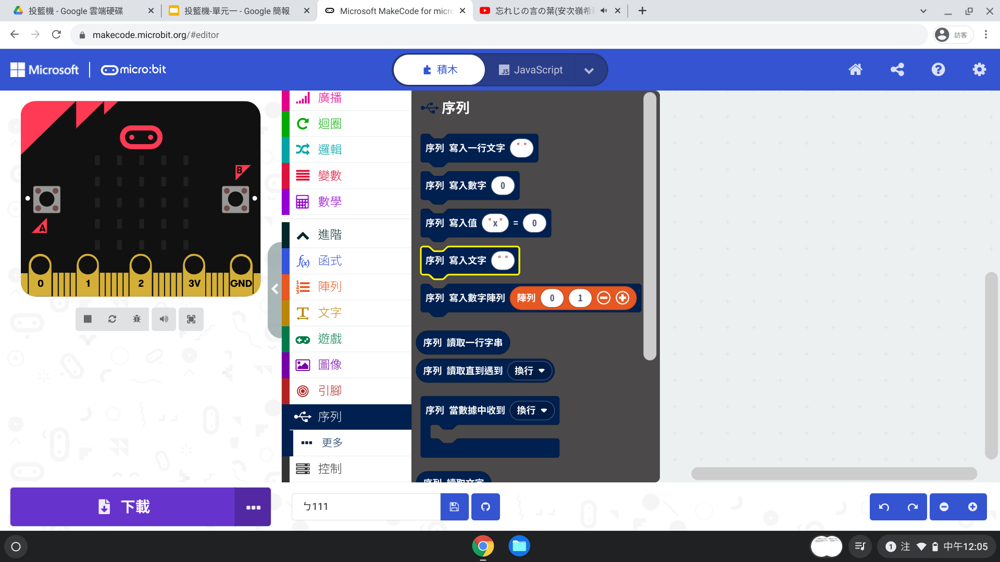 投籃機 - Google 雲端硬碟
投籃機-單元一 - Google 簡報
Microsoft MakeCode for micro
忘れじの言の葉(安次嶺希
makecode.microbit.org/#editor
訪客
Microsoft
micro:bit
積木
JS JavaScript
A
B
0 1 2 3V GND
廣播
迴圈
邏輯
變數
數學
進階
f(x) 函式
陣列
文字
遊戲
圖像
引腳
序列
更多
控制
序列
序列 寫入一行文字 " "
序列 寫入數字 0
序列 寫入值 "x" = 0
序列 寫入文字 " "
序列 寫入數字陣列 陣列 0 1
序列 讀取一行字串
序列 讀取直到遇到 換行
序列 當數據中收到 換行
序列 讀取文字
下載
ㄅ111
1 注 中午12:05